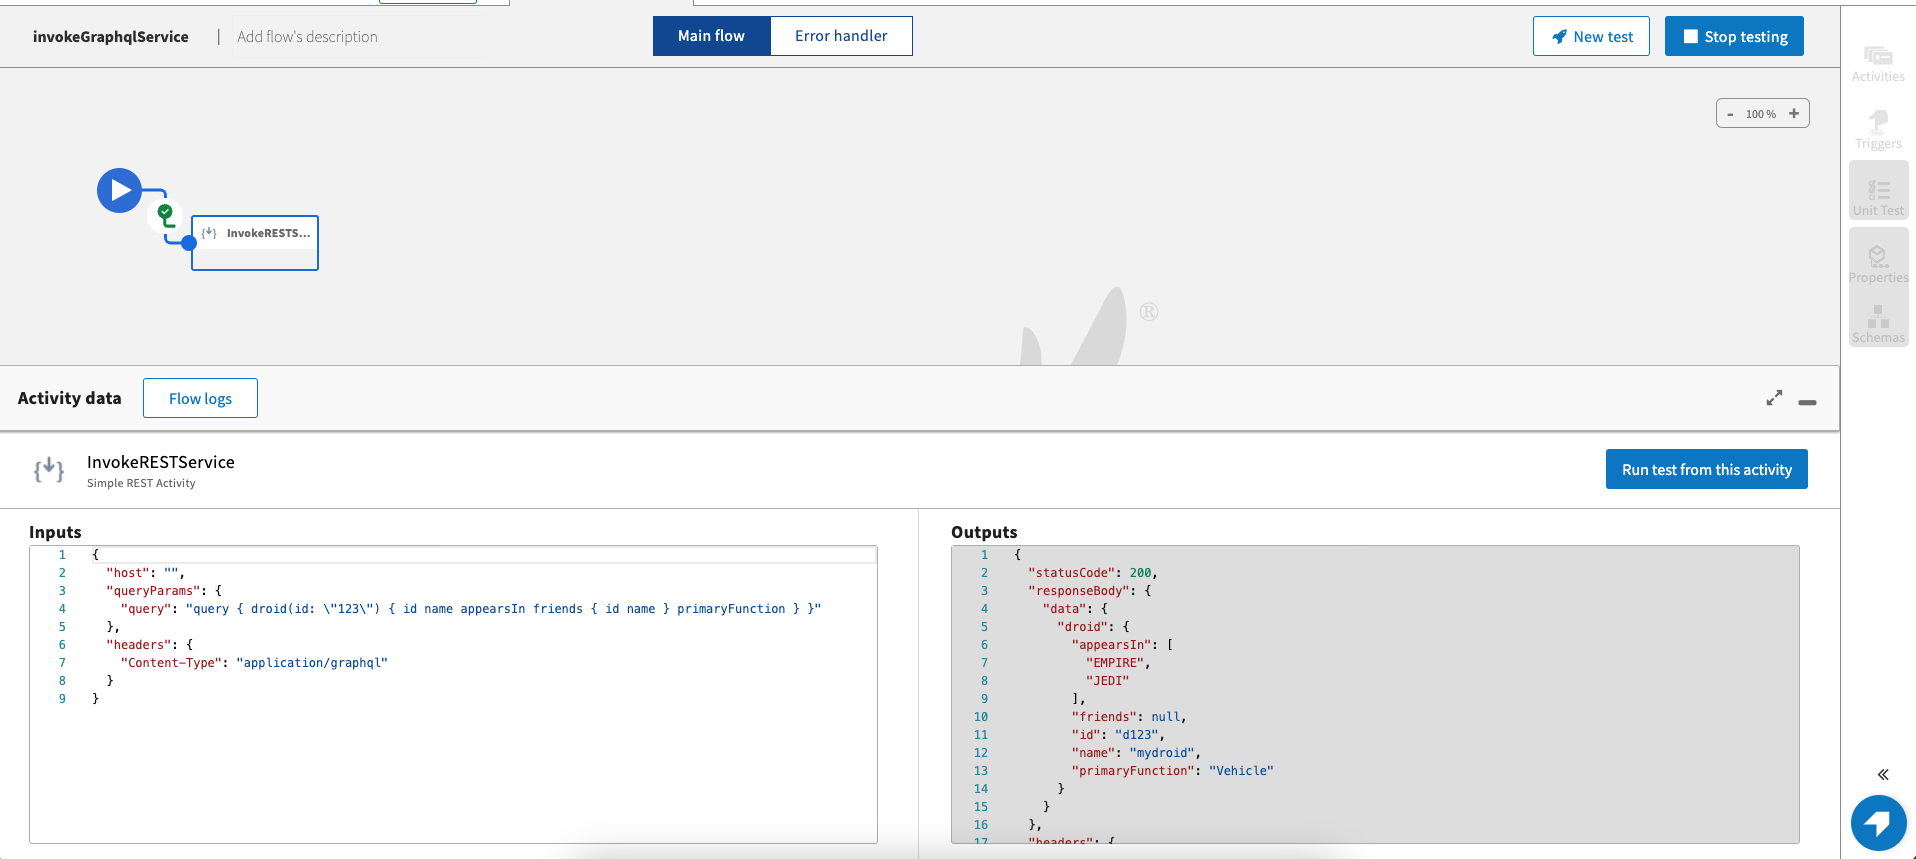 invokeGraphqlService | Add flow's description
Main flow
Error handler
New test
Stop testing
Activities
Triggers
Unit Test
Properties
Schemas
- 100 % +
InvokeRESTS...
®
Activity data
Flow logs
InvokeRESTService
Simple REST Activity
Run test from this activity
Inputs
1 {
2 "host": "",
3 "queryParams": {
4 "query": "query { droid(id: \"123\") { id name appearsIn friends { id name } primaryFunction } }"
5 },
6 "headers": {
7 "Content-Type": "application/graphql"
8 }
9 }
Outputs
1 {
2 "statusCode": 200,
3 "responseBody": {
4 "data": {
5 "droid": {
6 "appearsIn": [
7 "EMPIRE",
8 "JEDI"
9 ],
10 "friends": null,
11 "id": "d123",
12 "name": "mydroid",
13 "primaryFunction": "Vehicle"
14 }
15 }
16 },
17 "headers": {